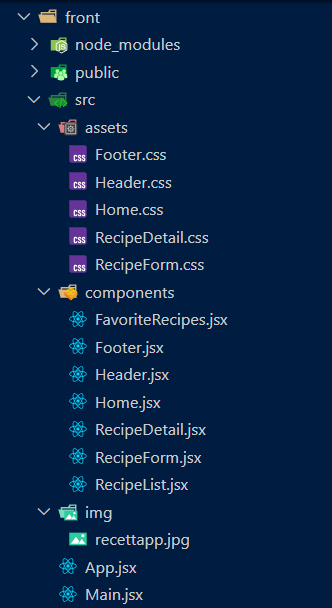 front
node_modules
public
src
assets
Footer.css
Header.css
Home.css
RecipeDetail.css
RecipeForm.css
components
FavoriteRecipes.jsx
Footer.jsx
Header.jsx
Home.jsx
RecipeDetail.jsx
RecipeForm.jsx
RecipeList.jsx
img
recettapp.jpg
App.jsx
Main.jsx